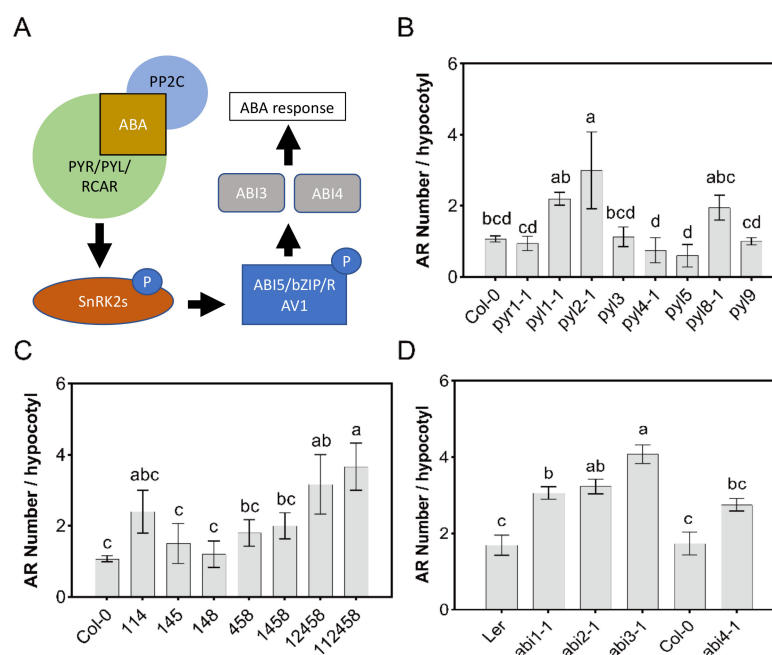 A
PP2C
ABA
PYR/PYL/
RCAR
P
SnRK2s
ABA response
ABI3
ABI4
P
ABI5/bZIP/R
AV1
B
AR Number / hypocotyl
6
4
2
0
bcd
cd
ab
a
bcd
d
d
abc
cd
Col-0
pyr1-1
pyl1-1
pyl2-1
pyl3
pyl4-1
pyl5
pyl8-1
pyl9
C
AR Number / hypocotyl
6
4
2
0
c
abc
c
c
bc
bc
ab
a
Col-0
114
145
148
458
1458
12458
112458
D
AR Number / hypocotyl
6
4
2
0
c
b
ab
a
c
bc
Ler
abi1-1
abi2-1
abi3-1
Col-0
abi4-1